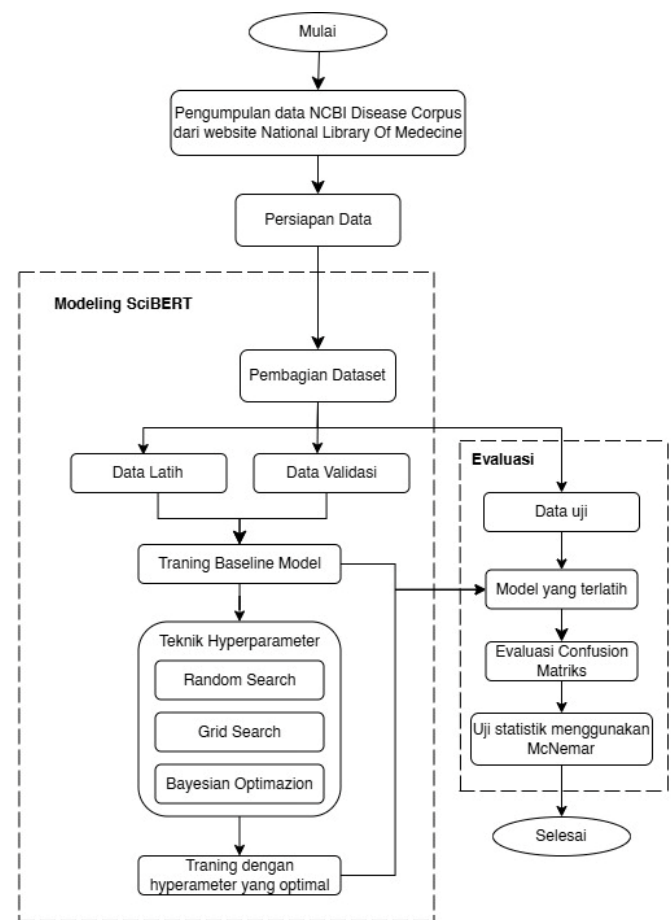 Mulai
Pengumpulan data NCBI Disease Corpus
dari website National Library Of Medecine
Persiapan Data
Modeling SciBERT
Pembagian Dataset
Data Latih
Data Validasi
Traning Baseline Model
Teknik Hyperparameter
Random Search
Grid Search
Bayesian Optimazion
Traning dengan
hyperameter yang optimal
Evaluasi
Data uji
Model yang terlatih
Evaluasi Confusion
Matriks
Uji statistik menggunakan
McNemar
Selesai